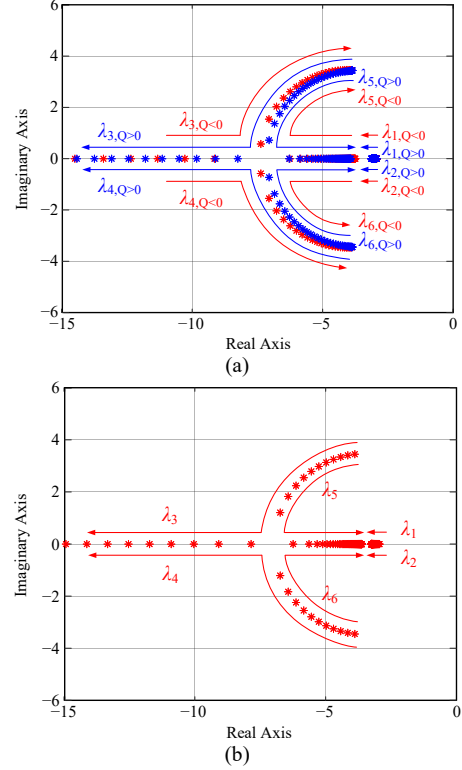 6
4
λ5,Q>0
2
λ5,Q<0
λ3,Q<0
λ1,Q<0
λ3,Q>0
λ1,Q>0
0
λ4,Q>0
λ2,Q>0
λ4,Q<0
λ2,Q<0
−2
λ6,Q<0
λ6,Q>0
−4
−6
−15 −10 −5 0
Imaginary Axis
Real Axis
(a)
6
4
2
λ5
λ3
λ1
0
λ4
λ2
λ6
−2
−4
−6
−15 −10 −5 0
Imaginary Axis
Real Axis
(b)